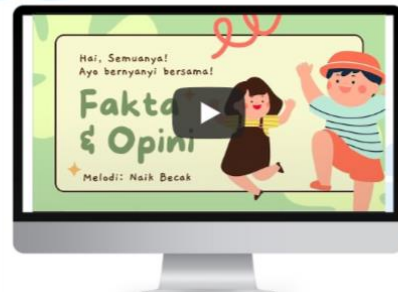 Hai, Semuanya!
Ayo bernyanyi bersama!
Fakta
& Opini
Melodi: Naik Becak